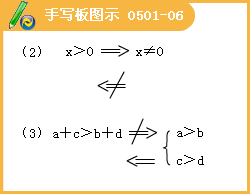 手写板图示 0501-06
(2) x>0 ⟹ x≠0
⟸̸
(3) a+c>b+d ⟹̸ { a>b
⟸ c>d